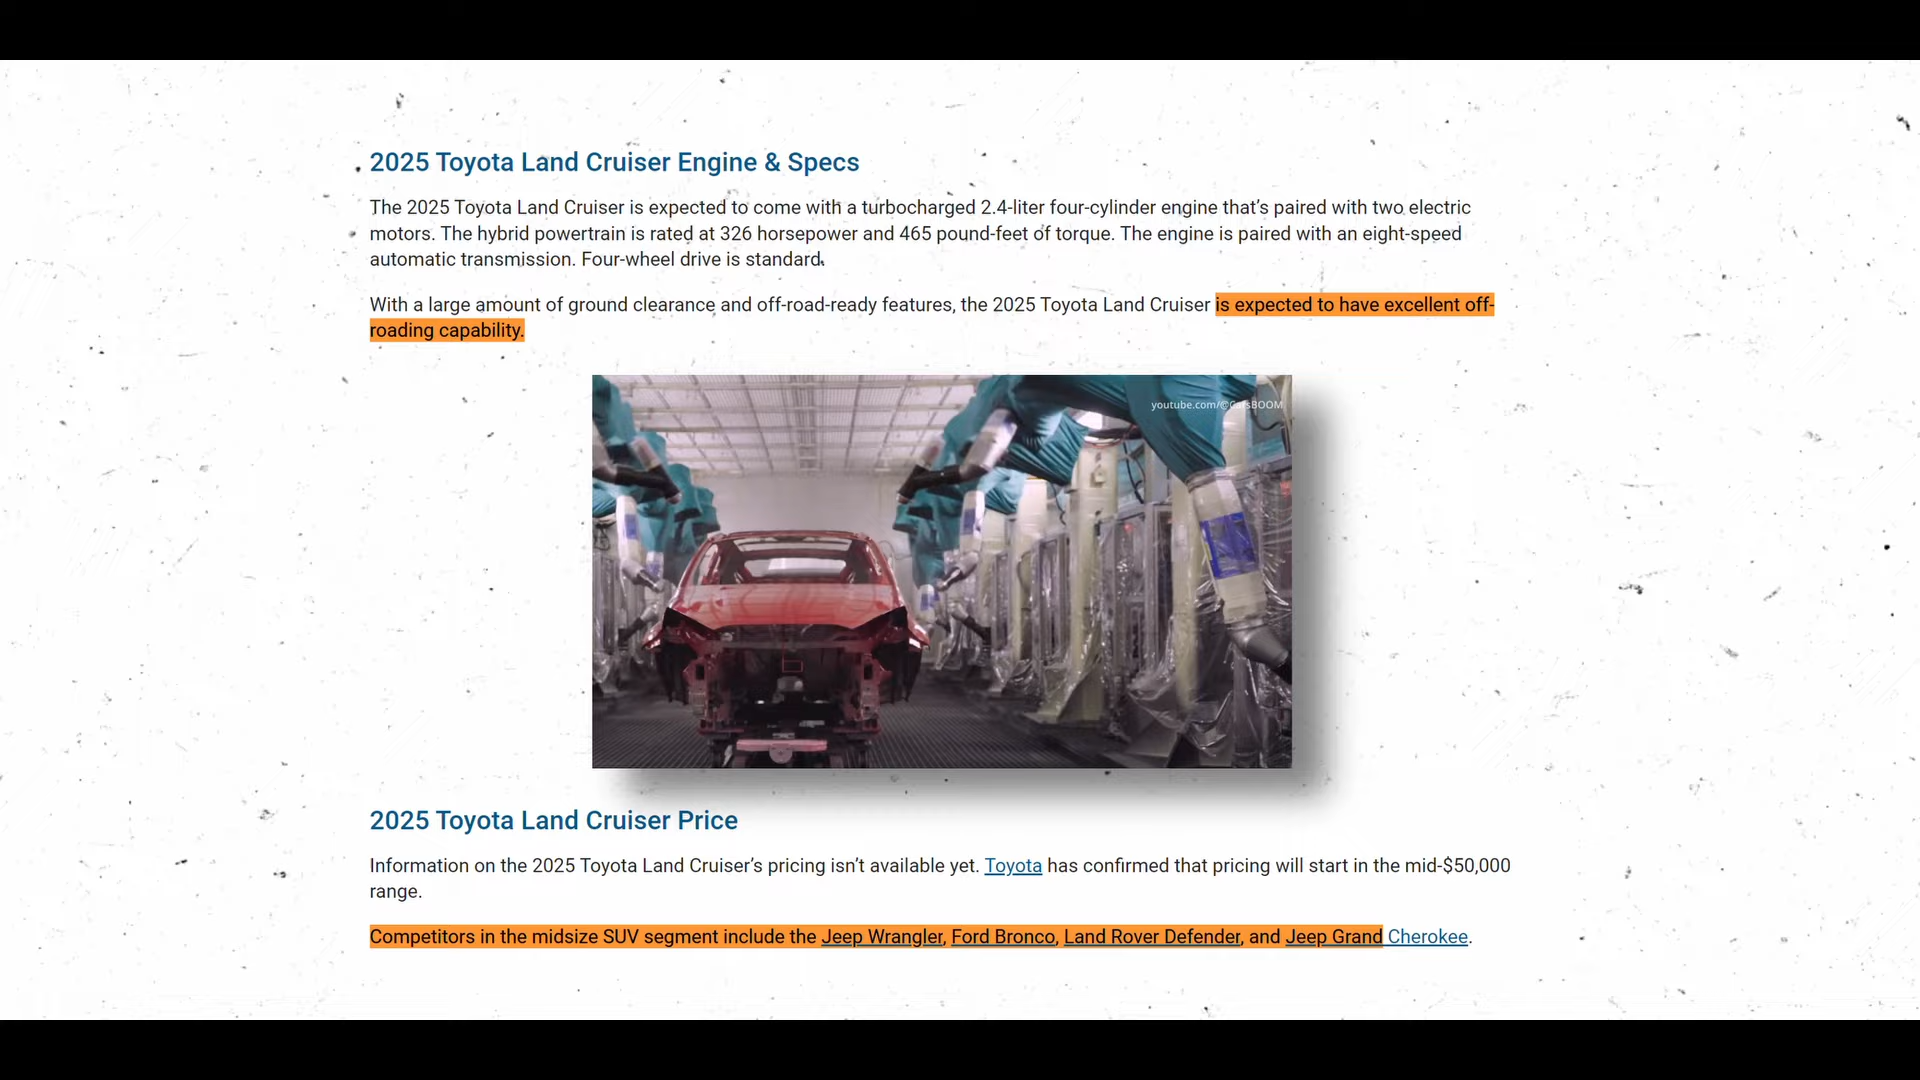 2025 Toyota Land Cruiser Engine & Specs
The 2025 Toyota Land Cruiser is expected to come with a turbocharged 2.4-liter four-cylinder engine that’s paired with two electric
motors. The hybrid powertrain is rated at 326 horsepower and 465 pound-feet of torque. The engine is paired with an eight-speed
automatic transmission. Four-wheel drive is standard.
With a large amount of ground clearance and off-road-ready features, the 2025 Toyota Land Cruiser is expected to have excellent off-
roading capability.
youtube.com/@CarsBOOM
2025 Toyota Land Cruiser Price
Information on the 2025 Toyota Land Cruiser’s pricing isn’t available yet. Toyota has confirmed that pricing will start in the mid-$50,000
range.
Competitors in the midsize SUV segment include the Jeep Wrangler, Ford Bronco, Land Rover Defender, and Jeep Grand Cherokee.